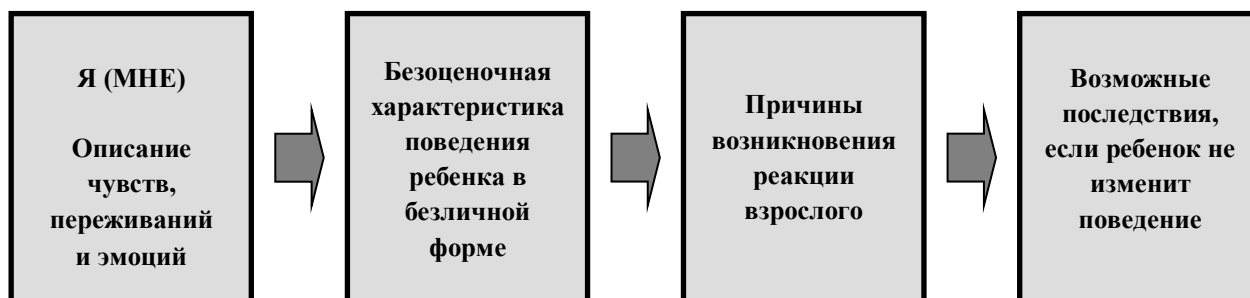 Я (МНЕ)
Описание
чувств,
переживаний
и эмоций
Безоценочная
характеристика
поведения
ребенка в
безличной
форме
Причины
возникновения
реакции
взрослого
Возможные
последствия,
если ребенок не
изменит
поведение